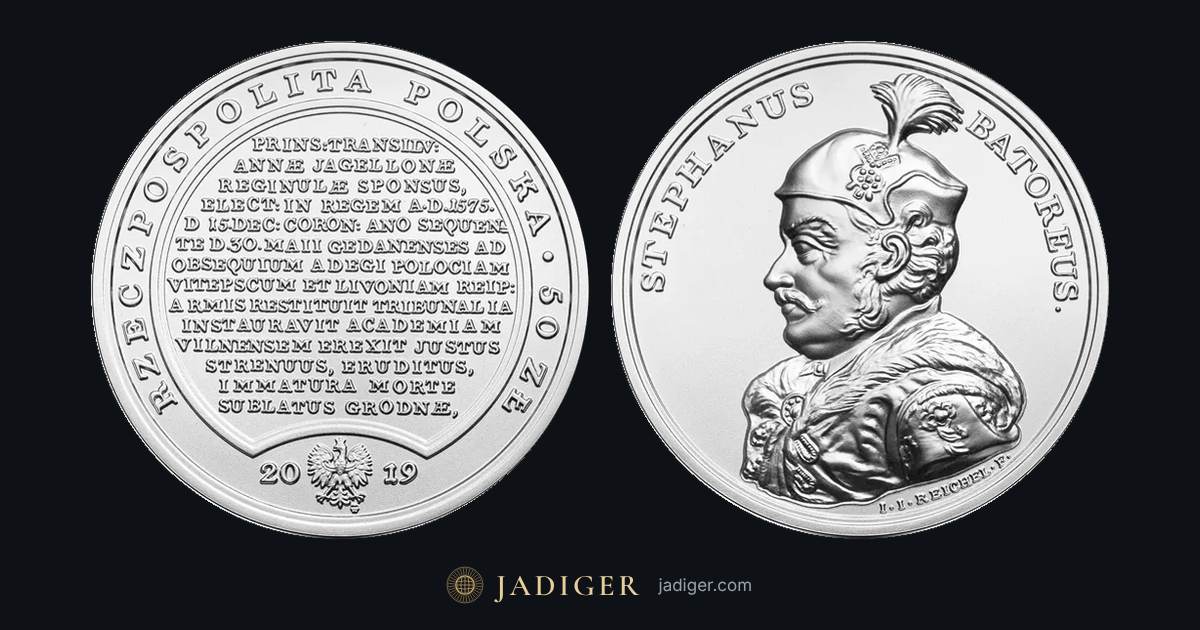 RZECZPOSPOLITA POLSKA · 50 ZŁ
PRINS:TRANSILV:
ANNÆ JAGELLONÆ
REGINULÆ SPONSUS,
ELECT: IN REGEM A·D.1575.
D 15.DEC: CORON: ANO SEQUEN
TE D.30. MAII GEDANENSES AD
OBSEQUIUM ADEGI POLOCIAM
VITEPSCUM ET LIVONIAM REIP:
ARMIS RESTITUIT TRIBUNALIA
INSTAURAVIT ACADEMIAM
VILNENSEM EREXIT JUSTUS
STRENUUS, ERUDITUS,
IMMATURA MORTE
SUBLATUS GRODNÆ,
20 19
STEPHANUS BATOREUS.
I·I·REICHEL·F.
JADIGER jadiger.com